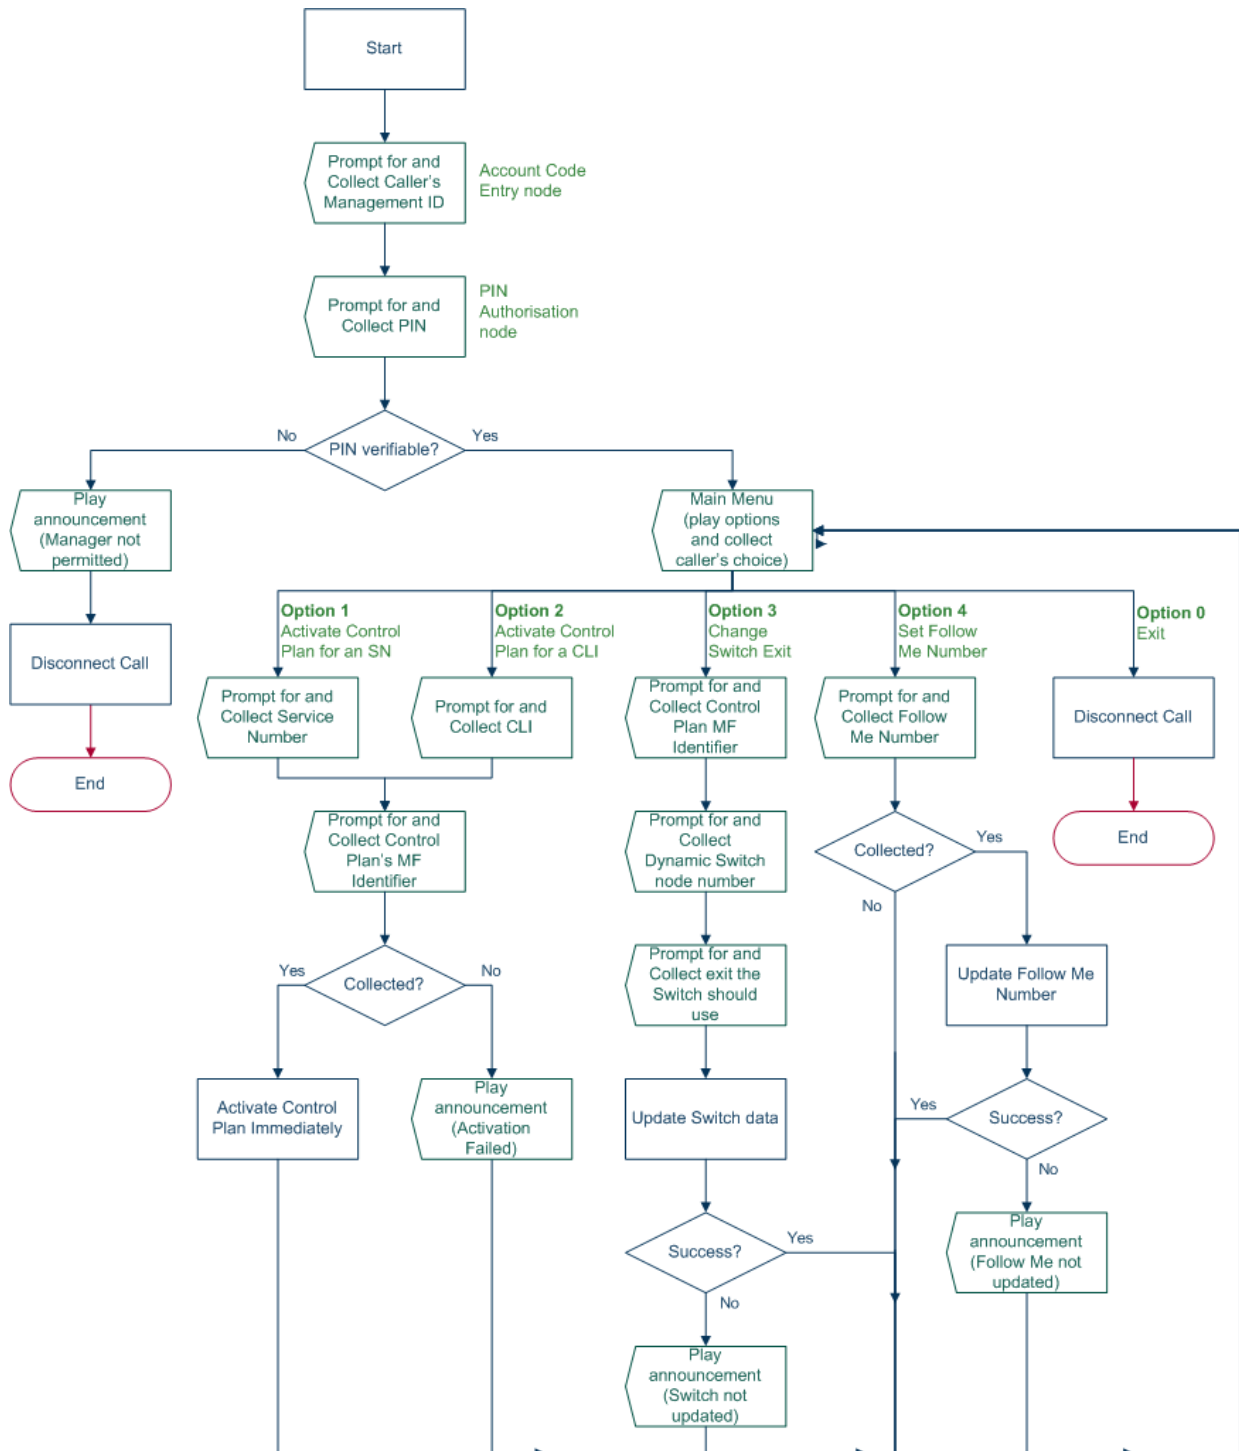 Start
Prompt for and
Collect Caller's
Management ID
Account Code
Entry node
Prompt for and
Collect PIN
PIN
Authorisation
node
No
PIN verifiable?
Yes
Play
announcement
(Manager not
permitted)
Main Menu
(play options
and collect
caller's choice)
Disconnect Call
End
Option 1
Activate Control
Plan for an SN
Option 2
Activate Control
Plan for a CLI
Option 3
Change
Switch Exit
Option 4
Set Follow
Me Number
Option 0
Exit
Prompt for and
Collect Service
Number
Prompt for and
Collect CLI
Prompt for and
Collect Control
Plan MF
Identifier
Prompt for and
Collect Follow
Me Number
Disconnect Call
Prompt for and
Collect Control
Plan's MF
Identifier
Prompt for and
Collect
Dynamic Switch
node number
Collected?
Yes
No
End
Yes
Collected?
No
Prompt for and
Collect exit the
Switch should
use
Update Follow Me
Number
Activate Control
Plan Immediately
Play
announcement
(Activation
Failed)
Update Switch data
Yes
Success?
No
Success?
Yes
No
Play
announcement
(Follow Me not
updated)
Play
announcement
(Switch not
updated)